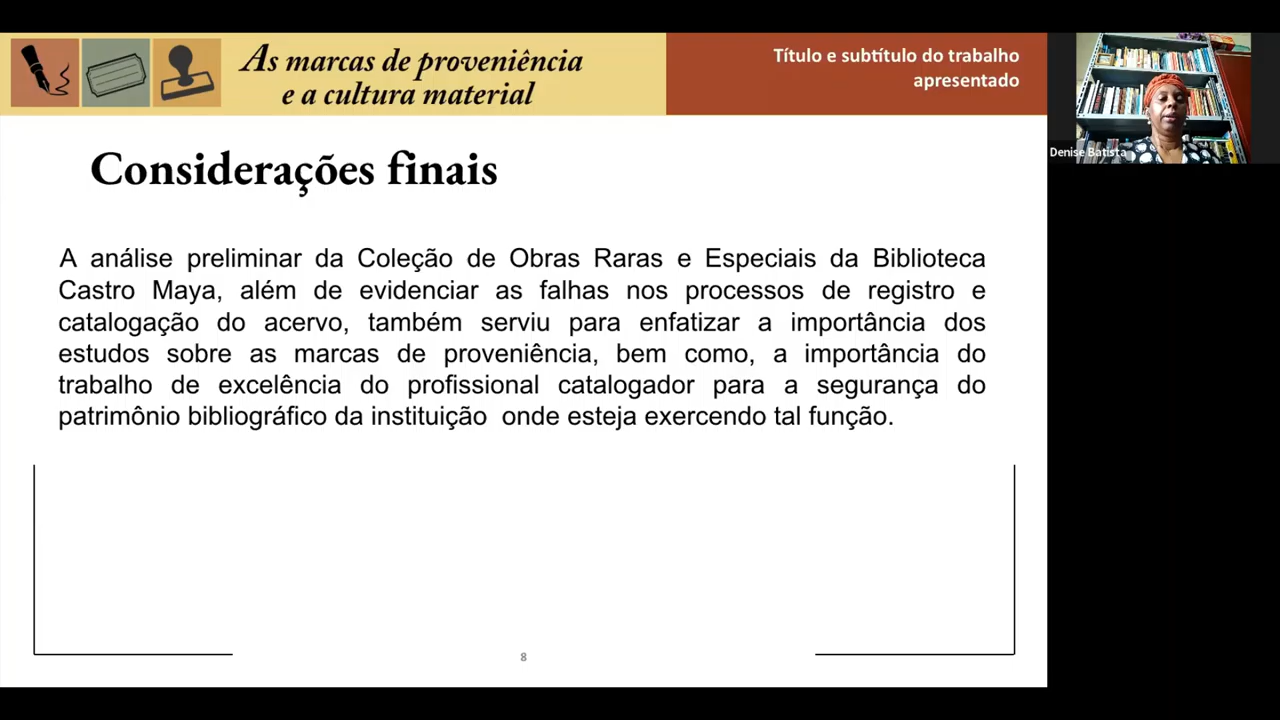 As marcas de proveniência
e a cultura material
Título e subtítulo do trabalho
apresentado
Denise Batista
Considerações finais
A análise preliminar da Coleção de Obras Raras e Especiais da Biblioteca
Castro Maya, além de evidenciar as falhas nos processos de registro e
catalogação do acervo, também serviu para enfatizar a importância dos
estudos sobre as marcas de proveniência, bem como, a importância do
trabalho de excelência do profissional catalogador para a segurança do
patrimônio bibliográfico da instituição onde esteja exercendo tal função.
8